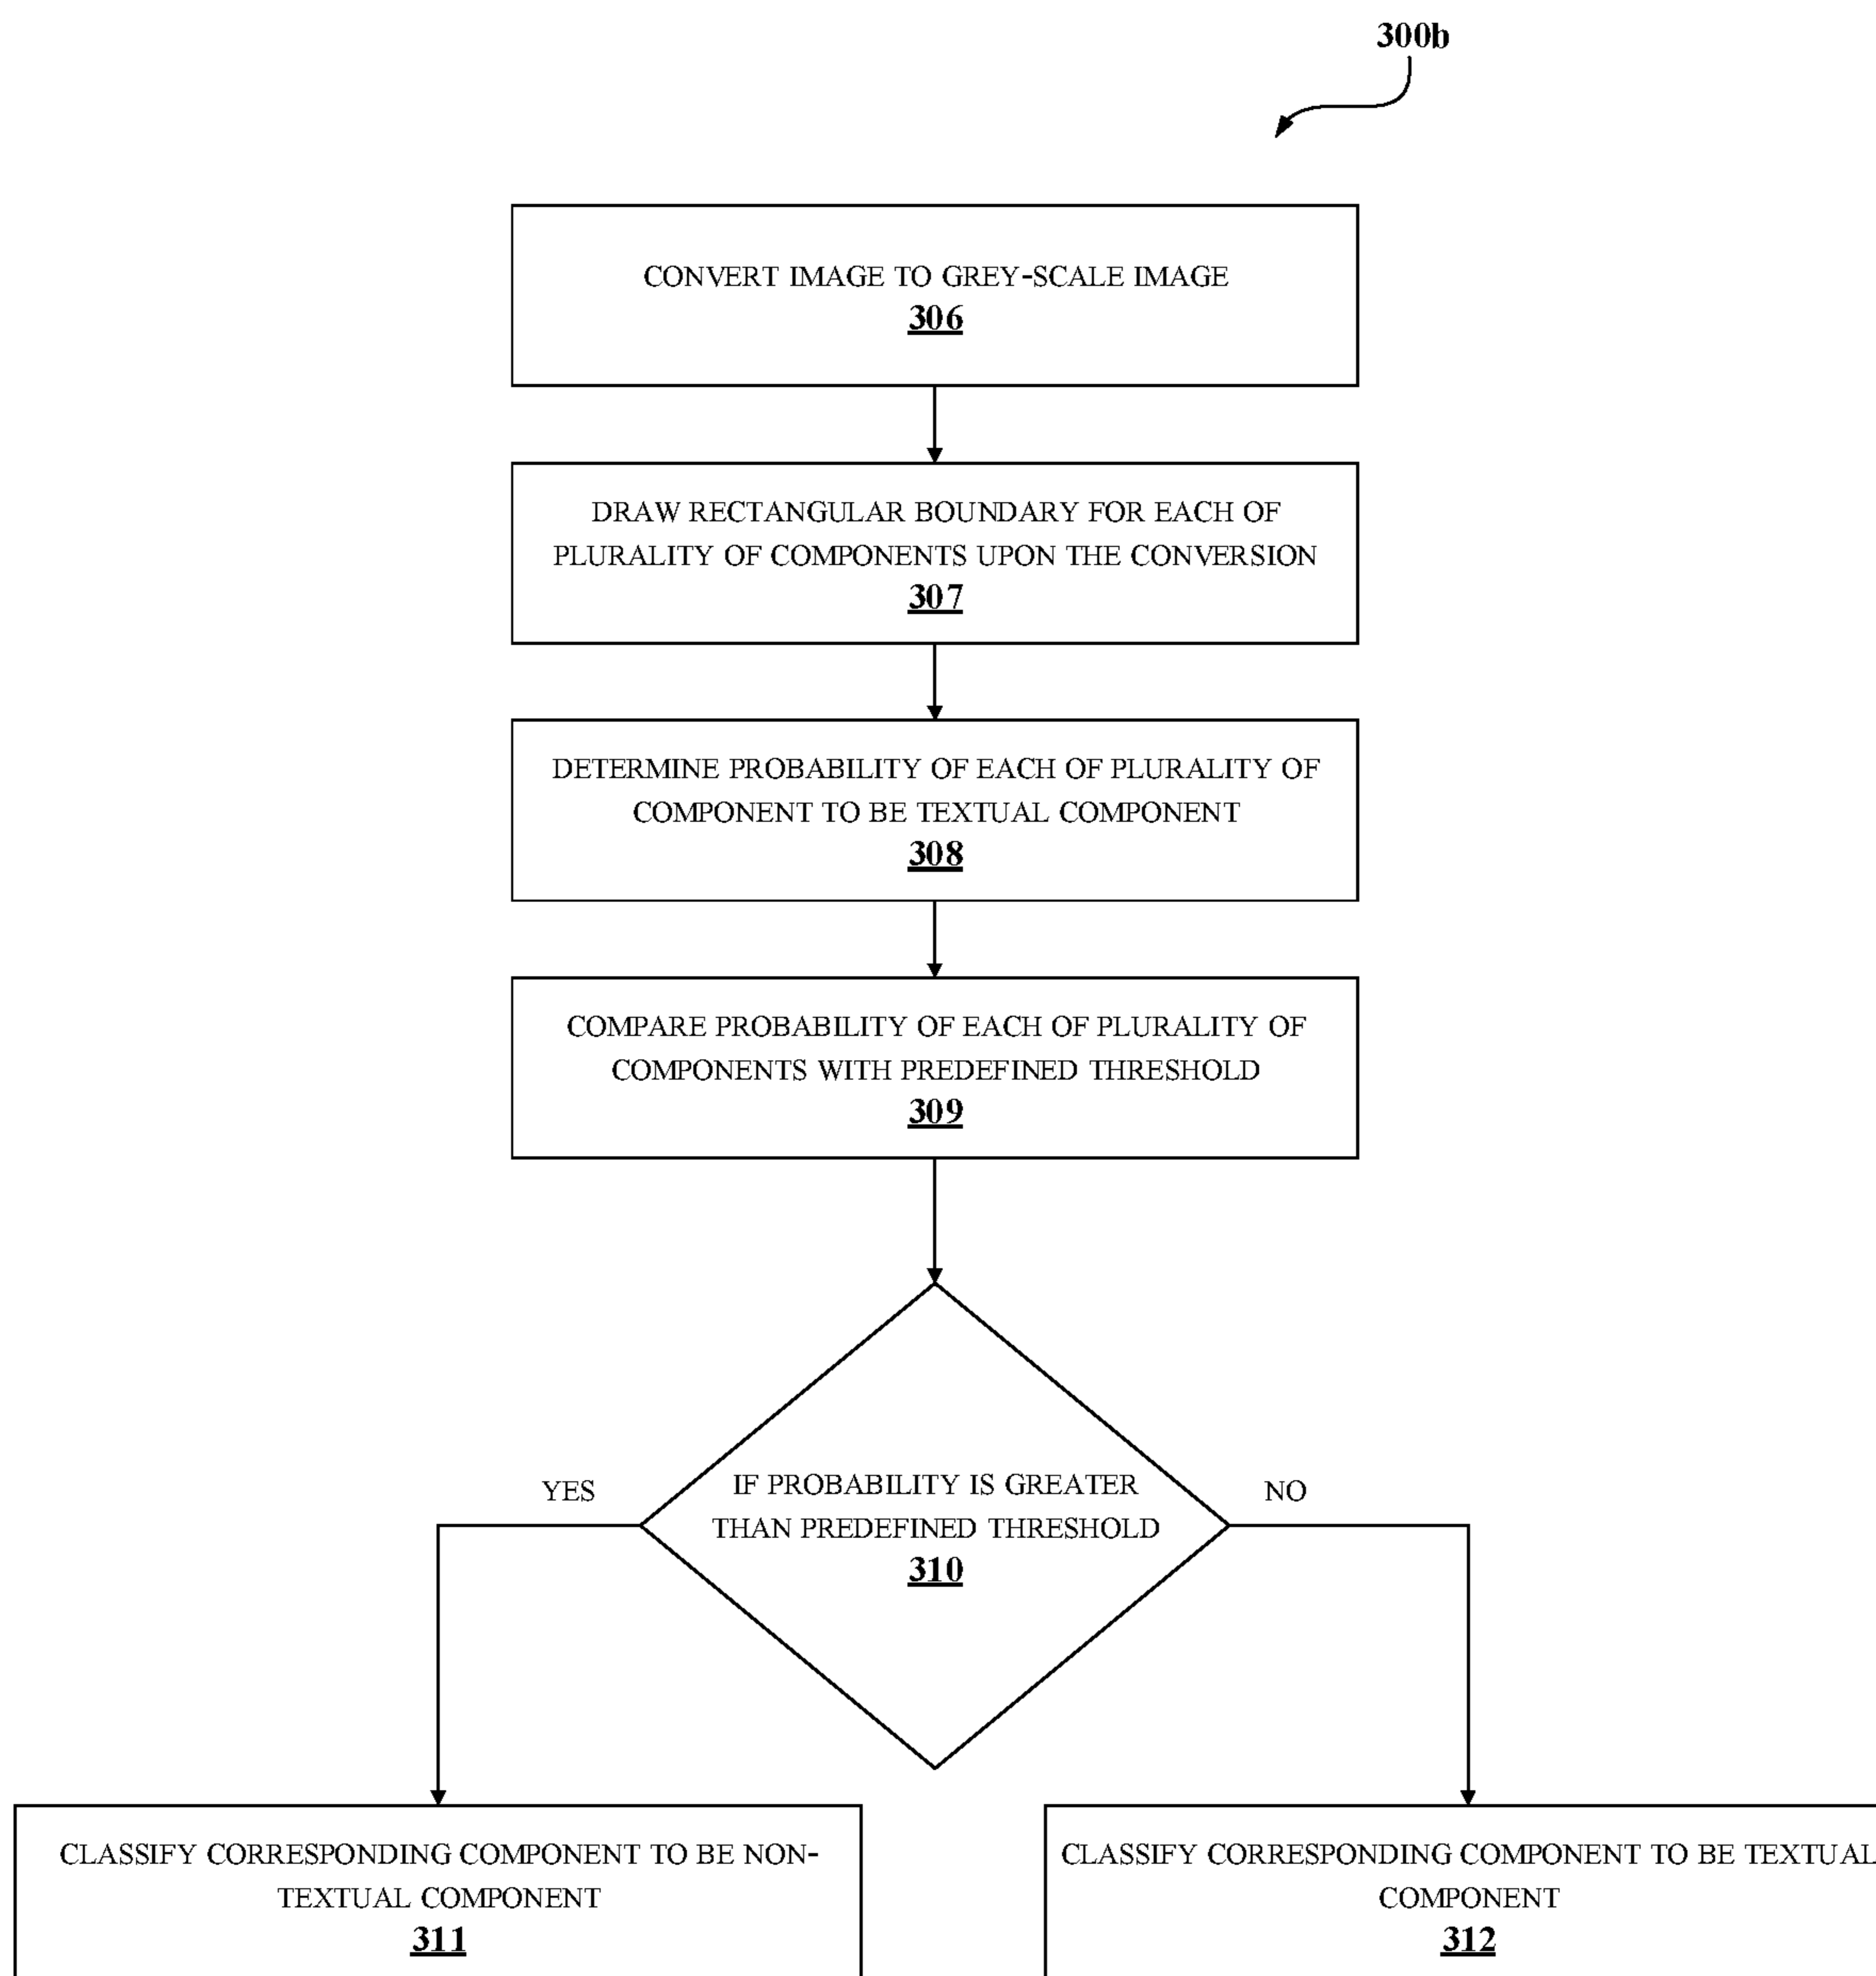 300b
CONVERT IMAGE TO GREY-SCALE IMAGE
306
DRAW RECTANGULAR BOUNDARY FOR EACH OF
PLURALITY OF COMPONENTS UPON THE CONVERSION
307
DETERMINE PROBABILITY OF EACH OF PLURALITY OF
COMPONENT TO BE TEXTUAL COMPONENT
308
COMPARE PROBABILITY OF EACH OF PLURALITY OF
COMPONENTS WITH PREDEFINED THRESHOLD
309
IF PROBABILITY IS GREATER
THAN PREDEFINED THRESHOLD
310
YES
NO
CLASSIFY CORRESPONDING COMPONENT TO BE NON-
TEXTUAL COMPONENT
311
CLASSIFY CORRESPONDING COMPONENT TO BE TEXTUAL
COMPONENT
312